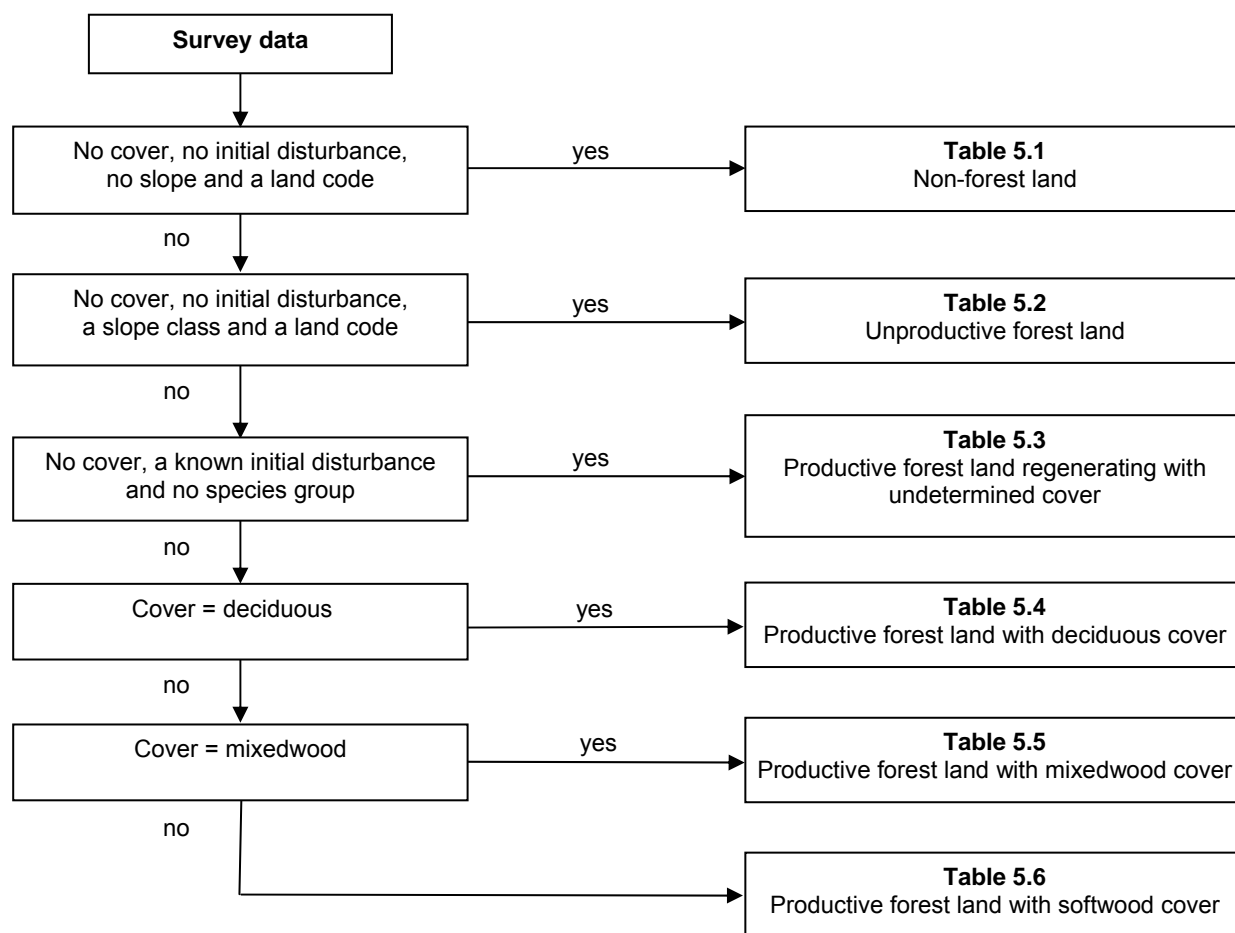 Survey data
No cover, no initial disturbance,
no slope and a land code
yes
Table 5.1
Non-forest land
no
No cover, no initial disturbance,
a slope class and a land code
yes
Table 5.2
Unproductive forest land
no
No cover, a known initial disturbance
and no species group
yes
Table 5.3
Productive forest land regenerating with
undetermined cover
no
Cover = deciduous
yes
Table 5.4
Productive forest land with deciduous cover
no
Cover = mixedwood
yes
Table 5.5
Productive forest land with mixedwood cover
no
Table 5.6
Productive forest land with softwood cover